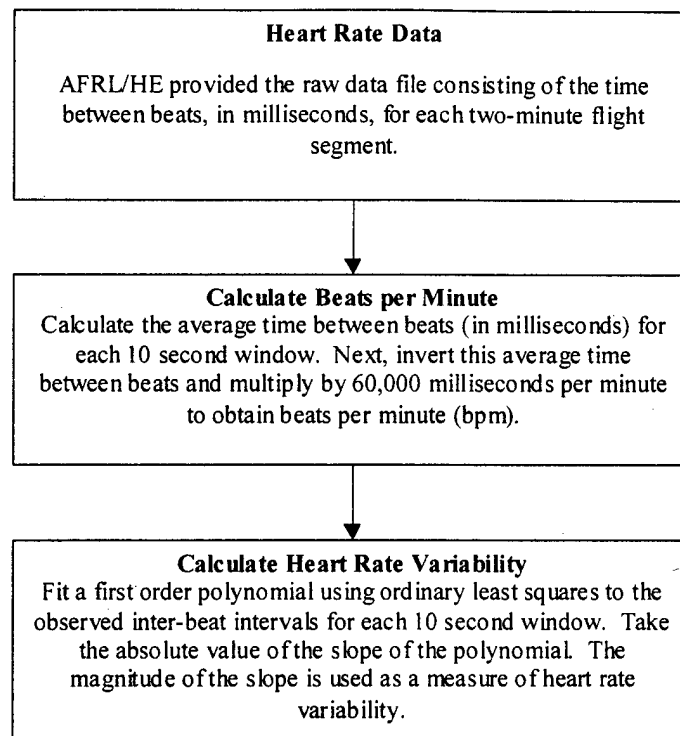 Heart Rate Data
AFRL/HE provided the raw data file consisting of the time
between beats, in milliseconds, for each two-minute flight
segment.
Calculate Beats per Minute
Calculate the average time between beats (in milliseconds) for
each 10 second window. Next, invert this average time
between beats and multiply by 60,000 milliseconds per minute
to obtain beats per minute (bpm).
Calculate Heart Rate Variability
Fit a first order polynomial using ordinary least squares to the
observed inter-beat intervals for each 10 second window. Take
the absolute value of the slope of the polynomial. The
magnitude of the slope is used as a measure of heart rate
variability.